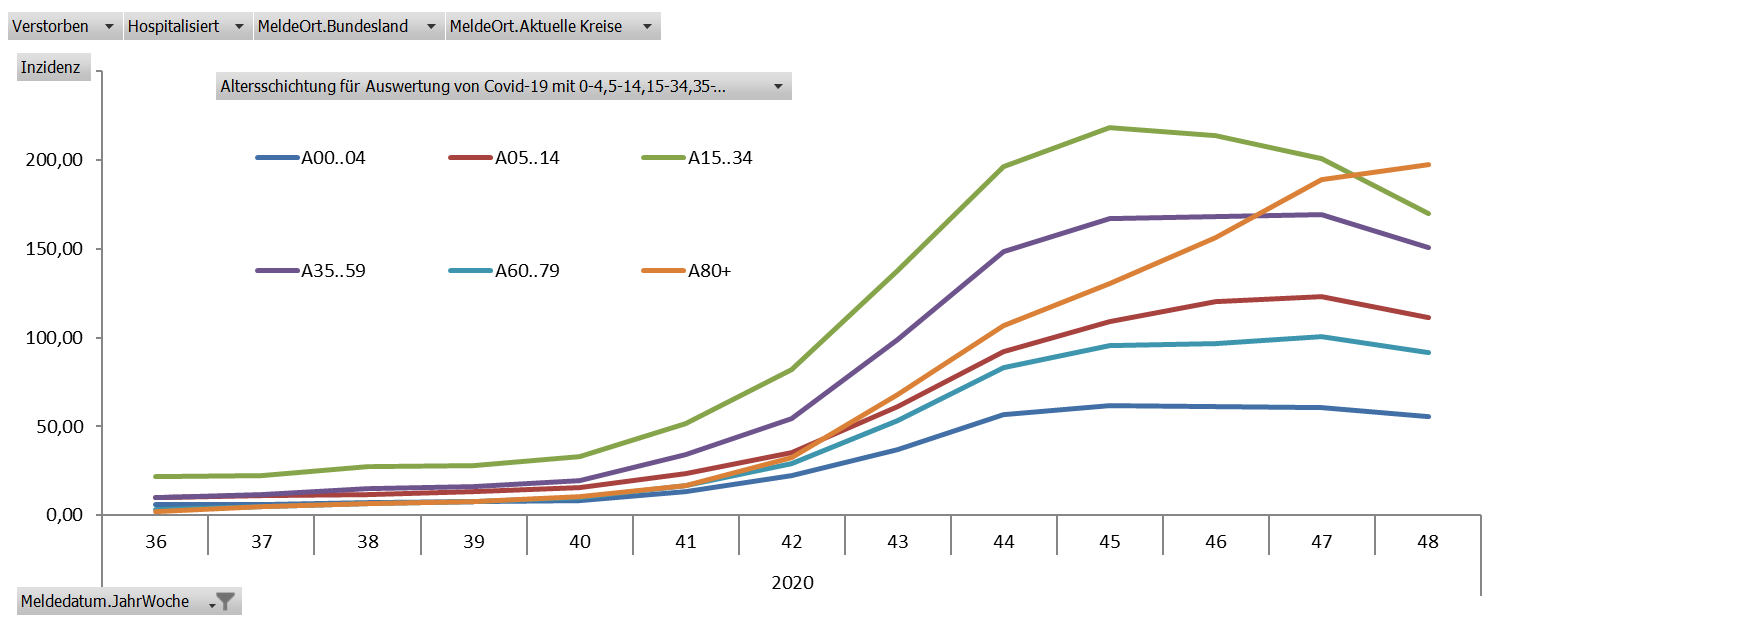 Verstorben Hospitalisiert MeldeOrt.Bundesland MeldeOrt.Aktuelle Kreise
Inzidenz
Altersschichtung für Auswertung von Covid-19 mit 0-4,5-14,15-34,35-...
A00..04 A05..14 A15..34
A35..59 A60..79 A80+
200,00
150,00
100,00
50,00
0,00
36 37 38 39 40 41 42 43 44 45 46 47 48
2020
Meldedatum.JahrWoche